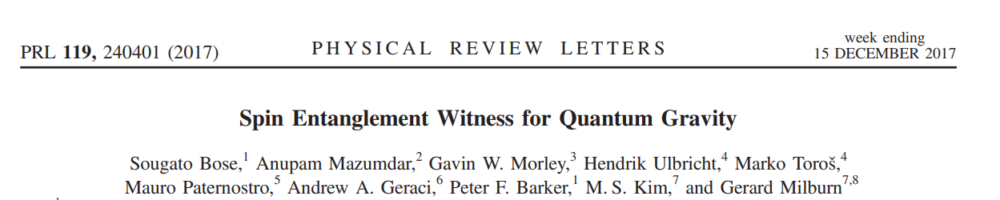 PRL 119, 240401 (2017)
PHYSICAL REVIEW LETTERS
week ending
15 DECEMBER 2017
Spin Entanglement Witness for Quantum Gravity
Sougato Bose,1 Anupam Mazumdar,2 Gavin W. Morley,3 Hendrik Ulbricht,4 Marko Toroš,4
Mauro Paternostro,5 Andrew A. Geraci,6 Peter F. Barker,1 M. S. Kim,7 and Gerard Milburn7,8